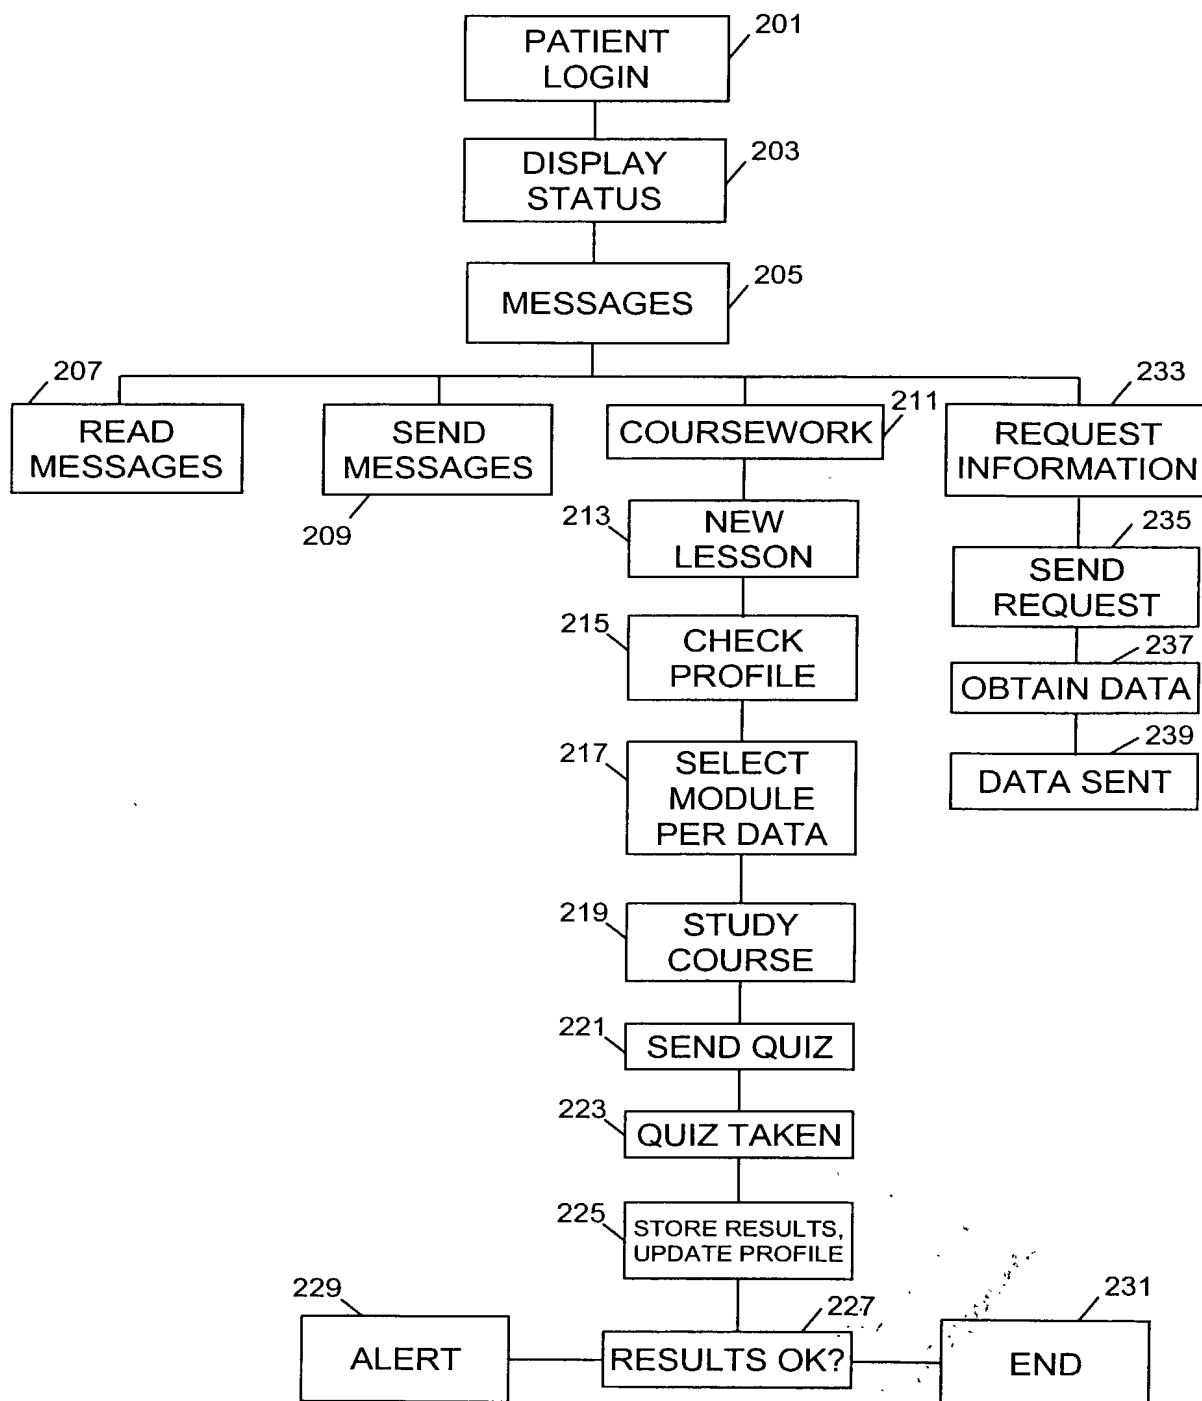 201
PATIENT
LOGIN
203
DISPLAY
STATUS
205
MESSAGES
207
READ
MESSAGES
SEND
MESSAGES
209
211
COURSEWORK
233
REQUEST
INFORMATION
213
NEW
LESSON
235
SEND
REQUEST
215
CHECK
PROFILE
237
OBTAIN DATA
217
SELECT
MODULE
PER DATA
239
DATA SENT
219
STUDY
COURSE
221
SEND QUIZ
223
QUIZ TAKEN
225
STORE RESULTS,
UPDATE PROFILE
229
ALERT
227
RESULTS OK?
231
END